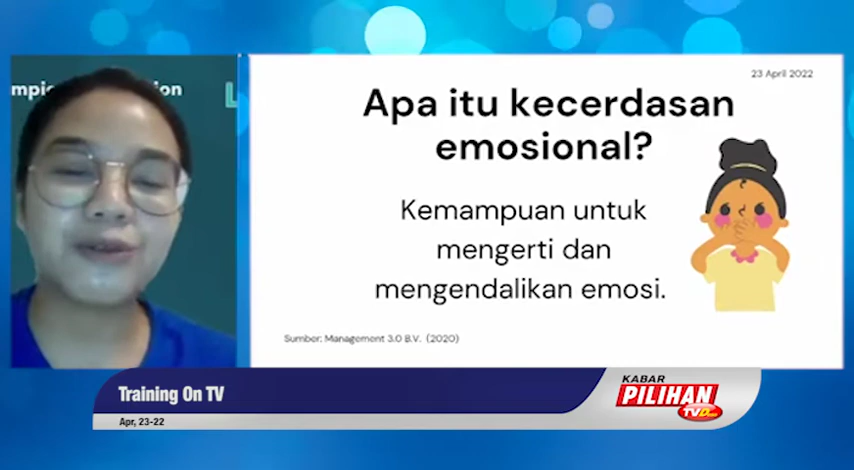 23 April 2022
Apa itu kecerdasan
emosional?
Kemampuan untuk
mengerti dan
mengendalikan emosi.
Sumber: Management 3.0 B.V. (2020)
Training On TV
Apr, 23-22
KABAR
PILIHAN